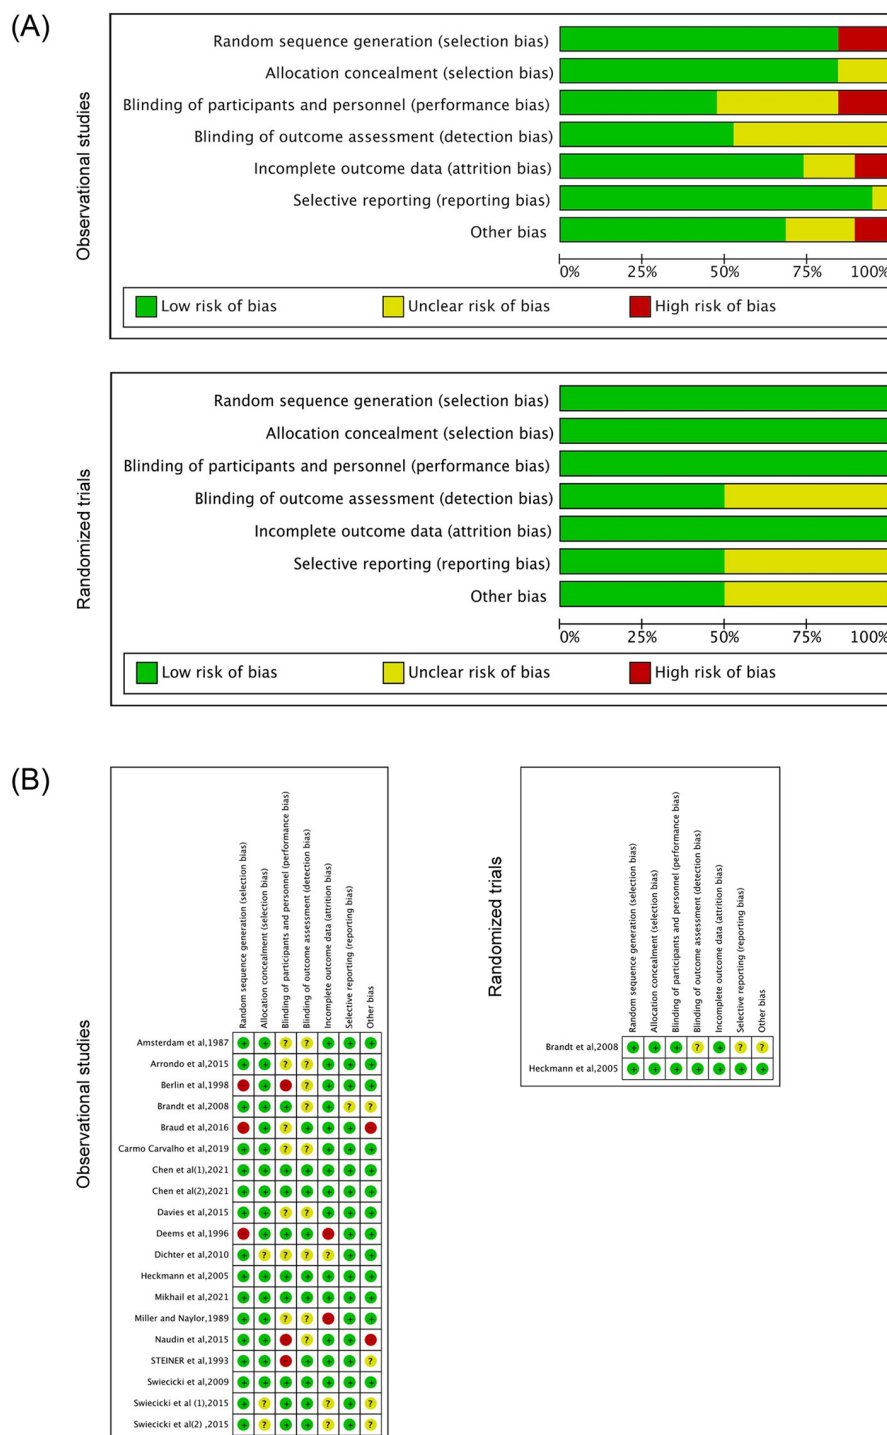 (A)
Observational studies
Random sequence generation (selection bias)
Allocation concealment (selection bias)
Blinding of participants and personnel (performance bias)
Blinding of outcome assessment (detection bias)
Incomplete outcome data (attrition bias)
Selective reporting (reporting bias)
Other bias
0% 25% 50% 75% 100%
Low risk of bias Unclear risk of bias High risk of bias
Randomized trials
Random sequence generation (selection bias)
Allocation concealment (selection bias)
Blinding of participants and personnel (performance bias)
Blinding of outcome assessment (detection bias)
Incomplete outcome data (attrition bias)
Selective reporting (reporting bias)
Other bias
0% 25% 50% 75% 100%
Low risk of bias Unclear risk of bias High risk of bias
(B)
Observational studies
Random sequence generation (selection bias)
Allocation concealment (selection bias)
Blinding of participants and personnel (performance bias)
Blinding of outcome assessment (detection bias)
Incomplete outcome data (attrition bias)
Selective reporting (reporting bias)
Other bias
Amsterdam et al,1987 + + ? ? + + +
Arrondo et al,2015 + + ? ? + + +
Berlin et al,1998 - + - ? + + +
Brandt et al,2008 + + + ? + ? ?
Braud et al,2016 - + ? + + + -
Carmo Carvalho et al,2019 + + ? ? + + +
Chen et al(1),2021 + + + + + + +
Chen et al(2),2021 + + + + + + +
Davies et al,2015 + + ? ? + + +
Deems et al,1996 - + + + - + +
Dichter et al,2010 + ? ? ? ? + +
Heckmann et al,2005 + + + + + + +
Mikhail et al,2021 + + + + + + +
Miller and Naylor,1989 + + ? ? - + +
Naudin et al,2015 + + - ? + + -
STEINER et al,1993 + + - + + + ?
Swiecicki et al,2009 + + + + + + +
Swiecicki et al (1),2015 + ? + + ? + ?
Swiecicki et al(2) ,2015 + ? + + ? + ?
Randomized trials
Random sequence generation (selection bias)
Allocation concealment (selection bias)
Blinding of participants and personnel (performance bias)
Blinding of outcome assessment (detection bias)
Incomplete outcome data (attrition bias)
Selective reporting (reporting bias)
Other bias
Brandt et al,2008 + + + ? + ? ?
Heckmann et al,2005 + + + + + + +